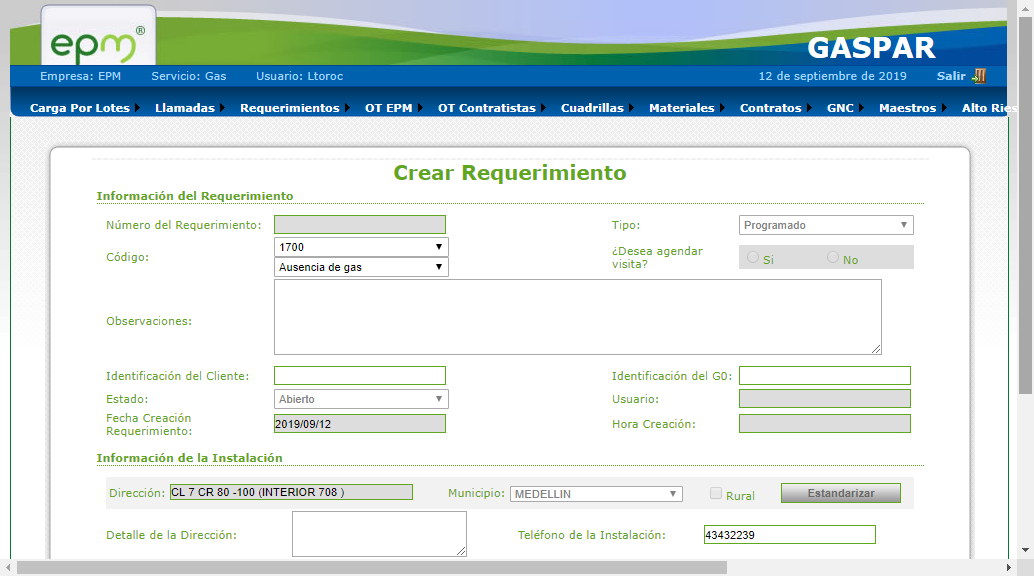 epm®
GASPAR
Empresa: EPM Servicio: Gas Usuario: Ltoroc 12 de septiembre de 2019 Salir
Carga Por Lotes Llamadas Requerimientos OT EPM OT Contratistas Cuadrillas Materiales Contratos GNC Maestros Alto Ries
Crear Requerimiento
Información del Requerimiento
Número del Requerimiento: Tipo: Programado
Código: 1700 ¿Desea agendar visita? Si No
Ausencia de gas
Observaciones:
Identificación del Cliente: Identificación del G0:
Estado: Abierto Usuario:
Fecha Creación Requerimiento: 2019/09/12 Hora Creación:
Información de la Instalación
Dirección: CL 7 CR 80 -100 (INTERIOR 708 ) Municipio: MEDELLIN Rural Estandarizar
Detalle de la Dirección: Teléfono de la Instalación: 43432239